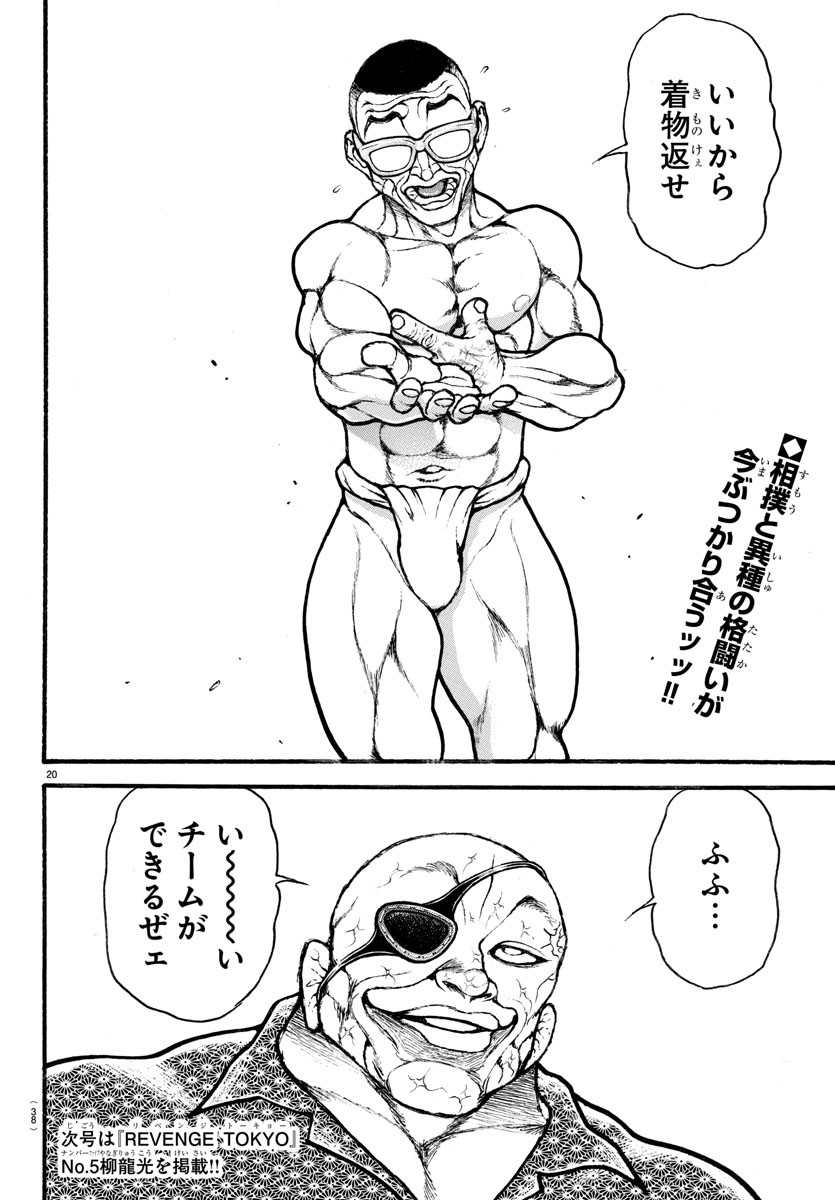 いいから
着物返せ
◆相撲と異種の格闘いが
今ぶつかり合うッッ!!
20
ふふ…
い〜〜〜い
チームが
できるぜェ
次号は『REVENGE TOKYO』
No.5柳龍光を掲載!!
(38)